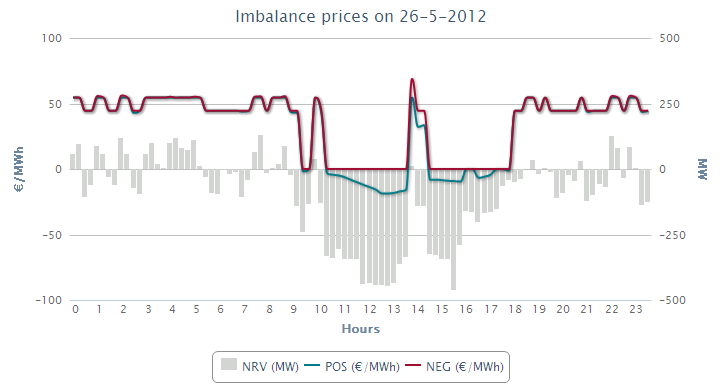 Imbalance prices on 26-5-2012
100
50
0
-50
-100
€/MWh
500
250
0
-250
-500
MW
0 1 2 3 4 5 6 7 8 9 10 11 12 13 14 15 16 17 18 19 20 21 22 23
Hours
NRV (MW) POS (€/MWh) NEG (€/MWh)